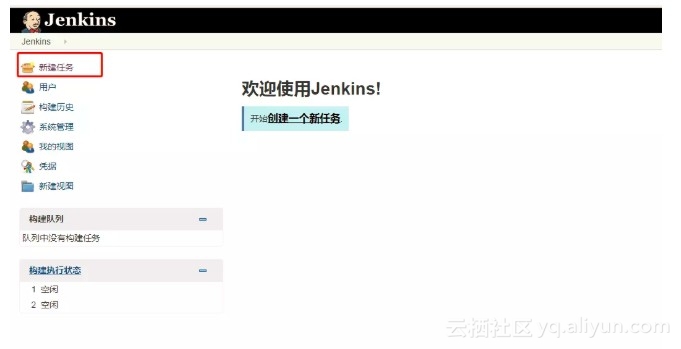 Jenkins
Jenkins
新建任务
用户
构建历史
系统管理
我的视图
凭据
新建视图
欢迎使用Jenkins!
开始创建一个新任务.
构建队列
队列中没有构建任务
构建执行状态
1 空闲
2 空闲
云栖社区 yq.aliyun.com